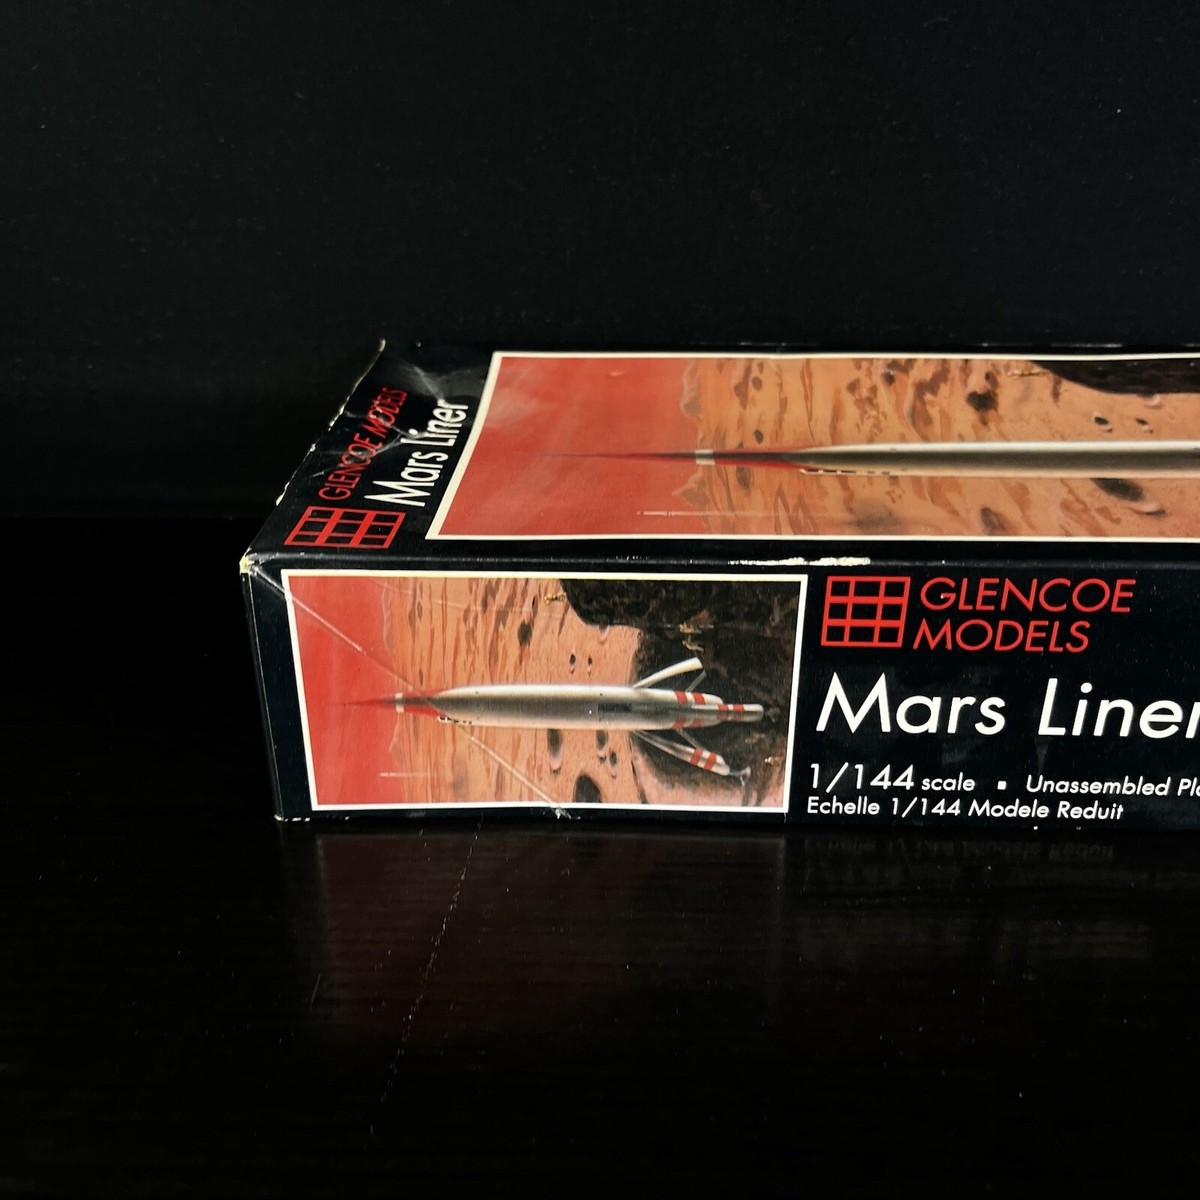 GLENCOE MODELS
Mars Liner
GLENCOE
MODELS
Mars Liner
1/144 scale ▪ Unassembled
Echelle 1/144 Modele Reduit